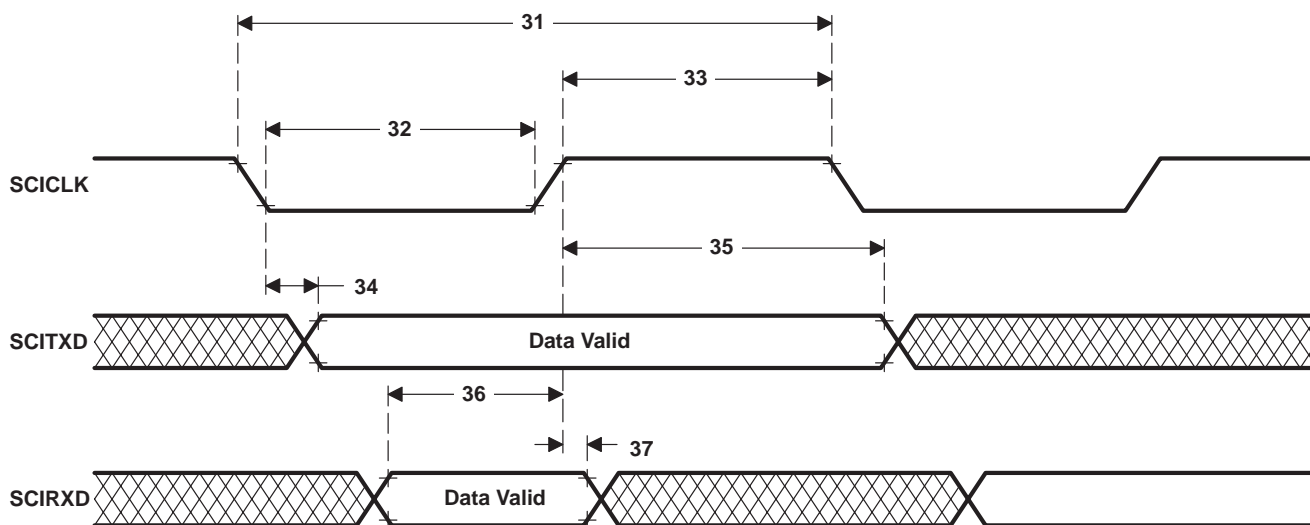 31
33
32
SCICLK
35
34
SCITXD
Data Valid
36
37
SCIRXD
Data Valid